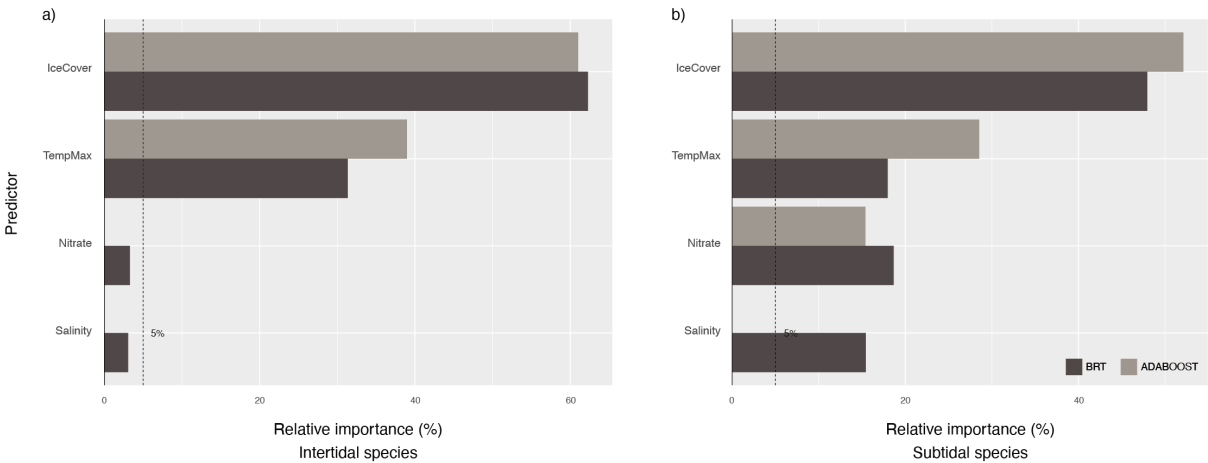 a)
Predictor
IceCover
TempMax
Nitrate
Salinity
5%
0 20 40 60
Relative importance (%)
Intertidal species
b)
IceCover
TempMax
Nitrate
Salinity
5%
BRT ADABOOST
0 20 40
Relative importance (%)
Subtidal species